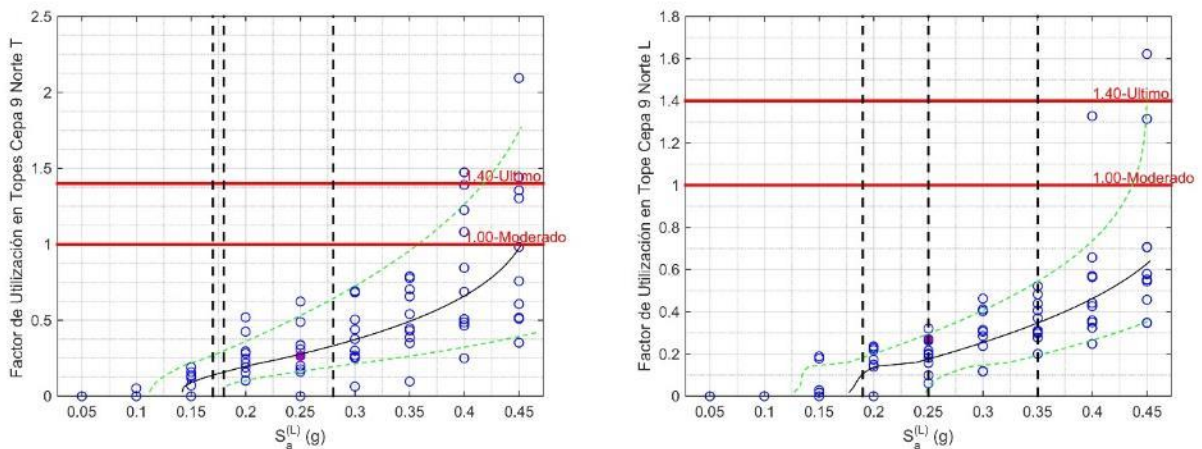 Factor de Utilización en Topes Cepa 9 Norte T
2.5
2
1.5
1
0.5
0
1.40-Ultimo
1.00-Moderado
0.05 0.1 0.15 0.2 0.25 0.3 0.35 0.4 0.45
S_a^(L) (g)
Factor de Utilización en Tope Cepa 9 Norte L
1.8
1.6
1.4
1.2
1
0.8
0.6
0.4
0.2
0
1.40-Ultimo
1.00-Moderado
0.05 0.1 0.15 0.2 0.25 0.3 0.35 0.4 0.45
S_a^(L) (g)